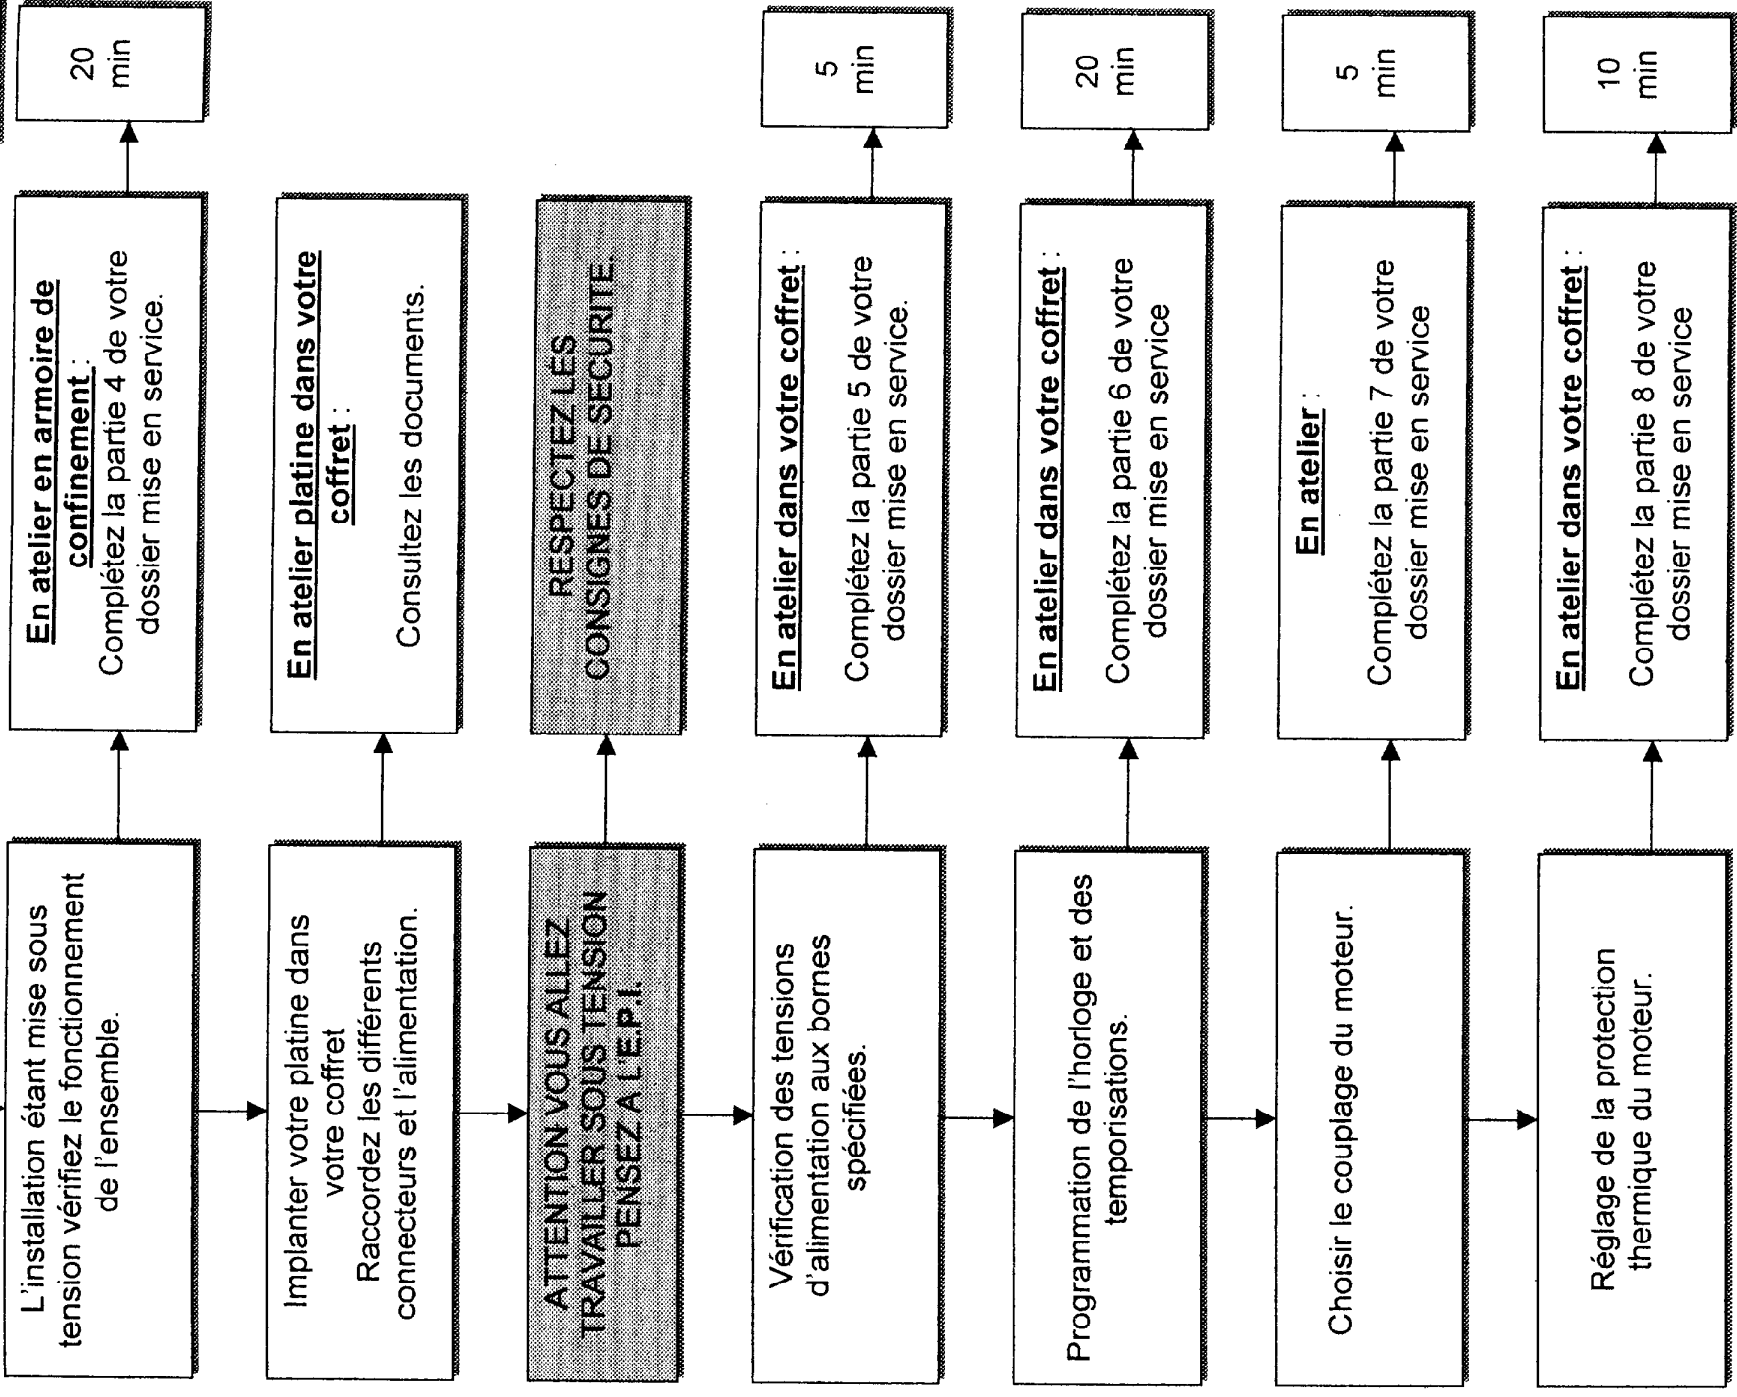 L'installation étant mise sous
tension vérifiez le fonctionnement
de l'ensemble.
En atelier en armoire de
confinement :
Complétez la partie 4 de votre
dossier mise en service.
20
min
Implanter votre platine dans
votre coffret
Raccordez les différents
connecteurs et l'alimentation.
En atelier platine dans votre
coffret :
Consultez les documents.
ATTENTION VOUS ALLEZ
TRAVAILLER SOUS TENSION
PENSEZ A L'E.P.I.
RESPECTEZ LES
CONSIGNES DE SECURITE.
Vérification des tensions
d'alimentation aux bornes
spécifiées.
En atelier dans votre coffret :
Complétez la partie 5 de votre
dossier mise en service.
5
min
Programmation de l'horloge et des
temporisations.
En atelier dans votre coffret :
Complétez la partie 6 de votre
dossier mise en service
20
min
Choisir le couplage du moteur.
En atelier :
Complétez la partie 7 de votre
dossier mise en service
5
min
Réglage de la protection
thermique du moteur.
En atelier dans votre coffret :
Complétez la partie 8 de votre
dossier mise en service
10
min